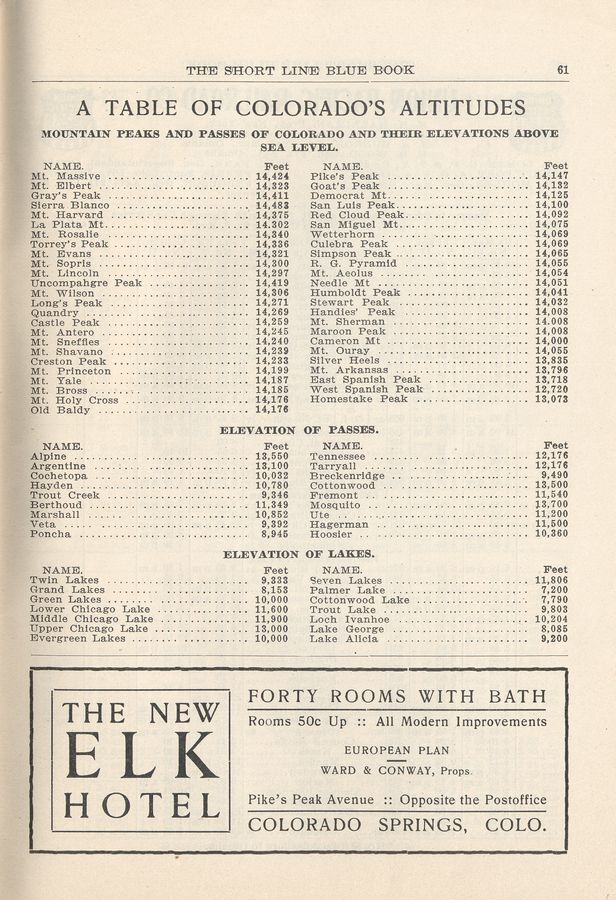 THE SHORT LINE BLUE BOOK 61
A TABLE OF COLORADO'S ALTITUDES
MOUNTAIN PEAKS AND PASSES OF COLORADO AND THEIR ELEVATIONS ABOVE
SEA LEVEL.
NAME. Feet
Mt. Massive 14,424
Mt. Elbert 14,323
Gray's Peak 14,411
Sierra Blanco 14,483
Mt. Harvard 14,375
La Plata Mt. 14,302
Mt. Rosalie 14,340
Torrey's Peak 14,336
Mt. Evans 14,321
Mt. Sopris 14,300
Mt. Lincoln 14,297
Uncompahgre Peak 14,419
Mt. Wilson 14,306
Long's Peak 14,271
Quandry 14,269
Castle Peak 14,259
Mt. Antero 14,245
Mt. Sneffles 14,240
Mt. Shavano 14,239
Creston Peak 14,233
Mt. Princeton 14,199
Mt. Yale 14,187
Mt. Bross 14,185
Mt. Holy Cross 14,176
Old Baldy 14,176
NAME. Feet
Pike's Peak 14,147
Goat's Peak 14,132
Democrat Mt. 14,125
San Luis Peak 14,100
Red Cloud Peak 14,092
San Miguel Mt. 14,075
Wetterhorn 14,069
Culebra Peak 14,069
Simpson Peak 14,065
R. G. Pyramid 14,055
Mt. Aeolus 14,054
Needle Mt 14,051
Humboldt Peak 14,041
Stewart Peak 14,032
Handies' Peak 14,008
Mt. Sherman 14,008
Maroon Peak 14,008
Cameron Mt 14,000
Mt. Ouray 14,055
Silver Heels 13,835
Mt. Arkansas 13,796
East Spanish Peak 13,718
West Spanish Peak 12,720
Homestake Peak 13,073
ELEVATION OF PASSES.
NAME. Feet
Alpine 13,550
Argentine 13,100
Cochetopa 10,032
Hayden 10,780
Trout Creek 9,346
Berthoud 11,349
Marshall 10,852
Veta 9,392
Poncha 8,945
NAME. Feet
Tennessee 12,176
Tarryall 12,176
Breckenridge 9,490
Cottonwood 13,500
Fremont 11,540
Mosquito 13,700
Ute 11,200
Hagerman 11,500
Hoosier 10,360
ELEVATION OF LAKES.
NAME. Feet
Twin Lakes 9,333
Grand Lakes 8,153
Green Lakes 10,000
Lower Chicago Lake 11,600
Middle Chicago Lake 11,900
Upper Chicago Lake 13,000
Evergreen Lakes 10,000
NAME. Feet
Seven Lakes 11,806
Palmer Lake 7,200
Cottonwood Lake 7,790
Trout Lake 9,803
Loch Ivanhoe 10,204
Lake George 8,085
Lake Alicia 9,200
THE NEW
ELK
HOTEL
FORTY ROOMS WITH BATH
Rooms 50c Up :: All Modern Improvements
EUROPEAN PLAN
WARD & CONWAY, Props.
Pike's Peak Avenue :: Opposite the Postoffice
COLORADO SPRINGS, COLO.